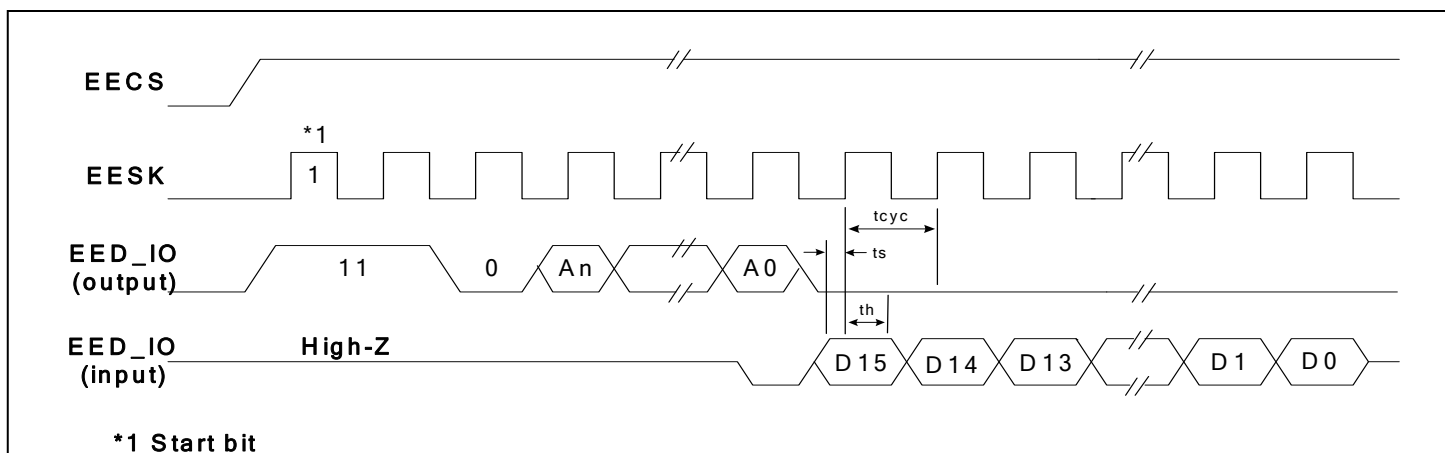 EECS
*1
EESK
1
tcyc
ts
EED_IO
(output)
11
0
An
A0
th
EED_IO
(input)
High-Z
D15
D14
D13
D1
D0
*1 Start bit